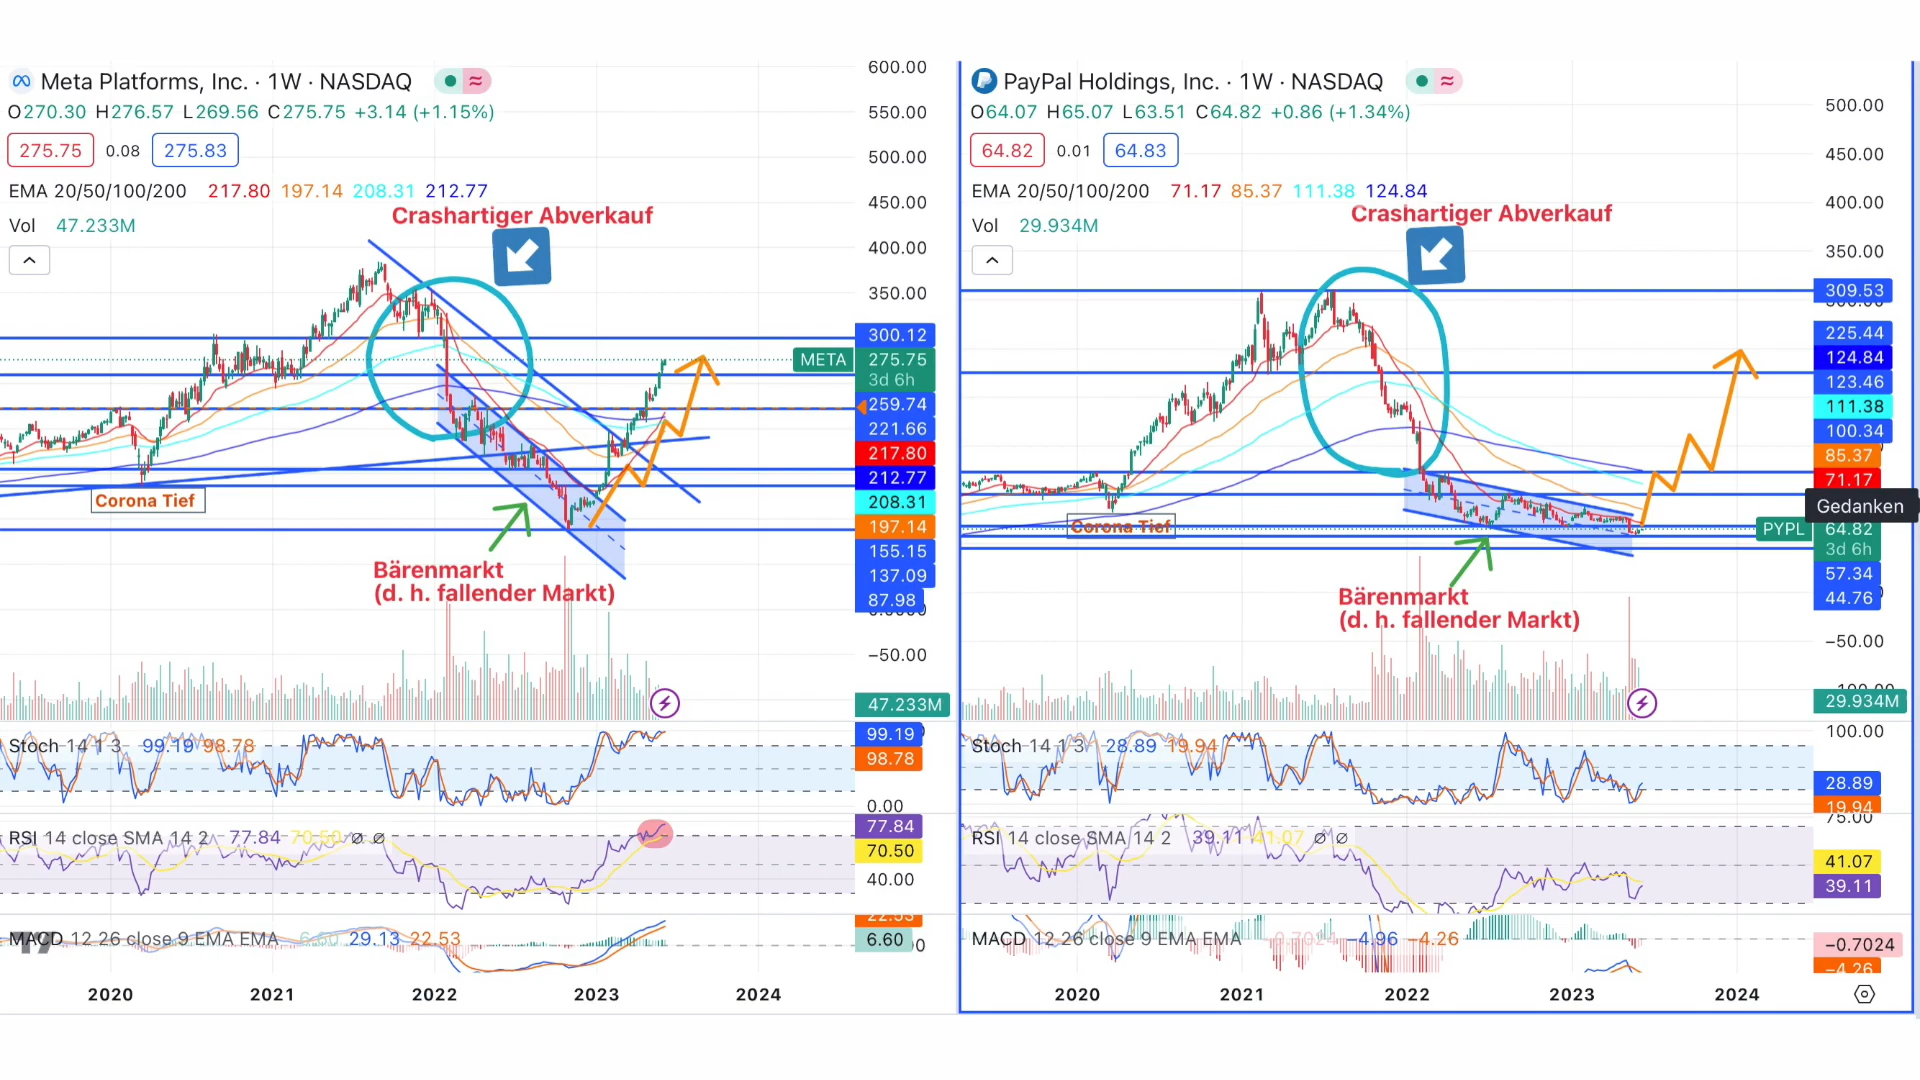 Meta Platforms, Inc. · 1W · NASDAQ
O270.30 H276.57 L269.56 C275.75 +3.14 (+1.15%)
275.75 0.08 275.83
EMA 20/50/100/200 217.80 197.14 208.31 212.77
Crashartiger Abverkauf
Vol 47.233M
Corona Tief
Bärenmarkt
(d. h. fallender Markt)
600.00
550.00
500.00
450.00
400.00
350.00
300.12
META 275.75
3d 6h
259.74
221.66
217.80
212.77
208.31
197.14
155.15
137.09
87.98
−50.00
47.233M
Stoch 14 1 3 99.19 98.78
99.19
98.78
0.00
RSI 14 close SMA 14 2 77.84 70.50 ∅ ∅
77.84
70.50
40.00
MACD 12 26 close 9 EMA EMA 6.60 29.13 22.53
22.53
6.60
2020 2021 2022 2023 2024
PayPal Holdings, Inc. · 1W · NASDAQ
O64.07 H65.07 L63.51 C64.82 +0.86 (+1.34%)
64.82 0.01 64.83
EMA 20/50/100/200 71.17 85.37 111.38 124.84
Crashartiger Abverkauf
Vol 29.934M
Corona Tief
Bärenmarkt
(d. h. fallender Markt)
500.00
450.00
400.00
350.00
309.53
225.44
124.84
123.46
111.38
100.34
85.37
71.17
Gedanken
PYPL 64.82
3d 6h
57.34
44.76
−50.00
29.934M
Stoch 14 1 3 28.89 19.94
100.00
28.89
19.94
75.00
RSI 14 close SMA 14 2 39.11 41.07 ∅ ∅
41.07
39.11
MACD 12 26 close 9 EMA EMA −0.7024 −4.96 −4.26
−0.7024
−4.26
2020 2021 2022 2023 2024